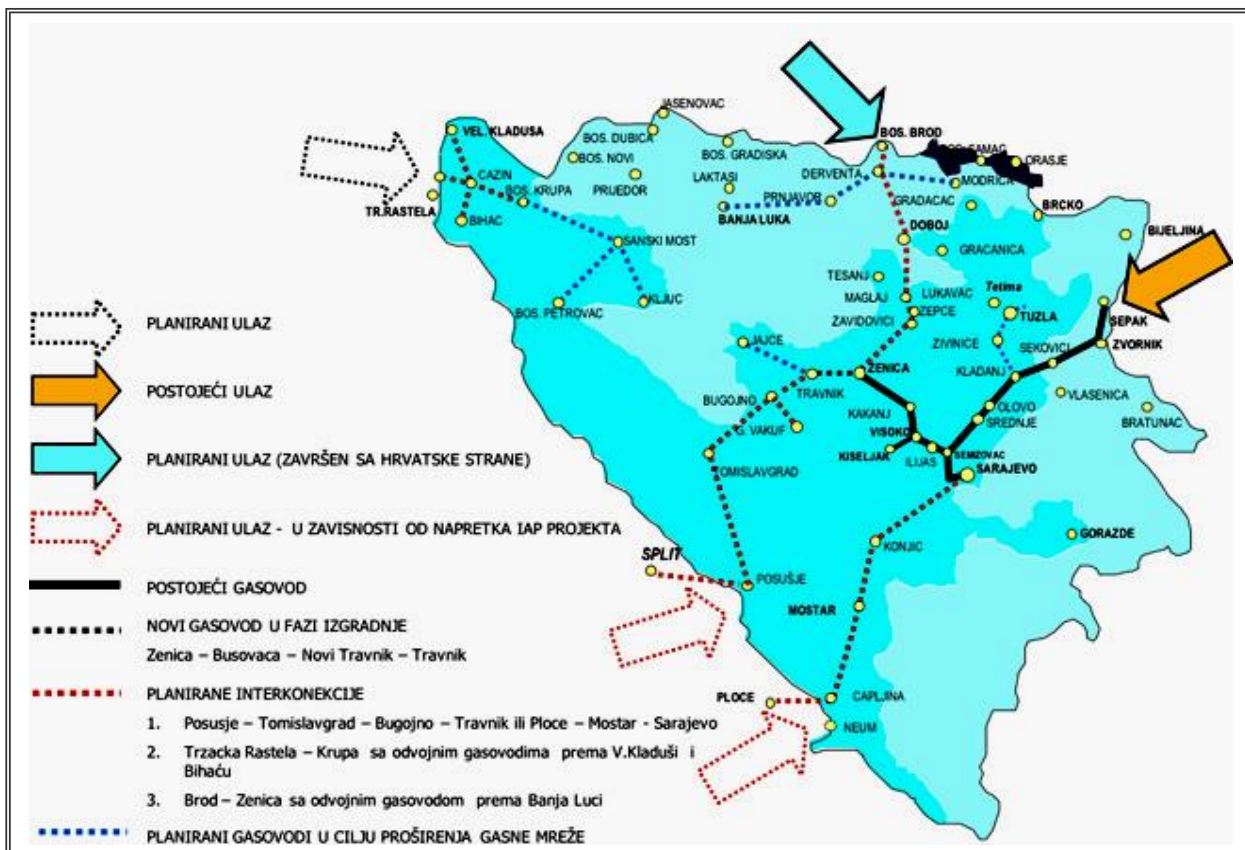 JASENOVAC
BOS. BROD
VEL. KLADUSA
BOS. DUBICA
BOS. GRADISKA
BOS. NOVI
ORASJE
CAZIN
LAKTASI
DERVENTA
MODRICA
PRIJEDOR
BOS. KRUPA
PRNJAVOR
GRADACAC
TR.RASTELA
BANJA LUKA
BRCKO
BIHAC
DOBOJ
BIJELJINA
SANSKI MOST
GRACANICA
TESANJ
Tetima
MAGLAJ
LUKAVAC
KLJUC
BOS. PETROVAC
ZEPCE
TUZLA
SEPAK
ZAVIDOVICI
JAJCE
ZIVINICE
ZVORNIK
SEKOVICI
ZENICA
KLADANJ
TRAVNIK
VLASENICA
BUGOJNO
KAKANJ
OLOVO
BRATUNAC
SREDNJE
G. VAKUF
VISOKO
KISELJAK
ILIJAS
SEMIZOVAC
OMISLAVGRAD
SARAJEVO
GORAZDE
KONJIC
SPLIT
POSUŠJE
MOSTAR
PLOCE
CAPLJINA
NEUM
PLANIRANI ULAZ
POSTOJEĆI ULAZ
PLANIRANI ULAZ (ZAVRŠEN SA HRVATSKE STRANE)
PLANIRANI ULAZ - U ZAVISNOSTI OD NAPRETKA IAP PROJEKTA
POSTOJEĆI GASOVOD
NOVI GASOVOD U FAZI IZGRADNJE
Zenica – Busovaca – Novi Travnik – Travnik
PLANIRANE INTERKONEKCIJE
1. Posusje – Tomislavgrad – Bugojno – Travnik ili Ploce – Mostar - Sarajevo
2. Trzacka Rastela – Krupa sa odvojnim gasovodima prema V.Kladuši i
Bihaću
3. Brod – Zenica sa odvojnim gasovodom prema Banja Luci
PLANIRANI GASOVODI U CILJU PROŠIRENJA GASNE MREŽE